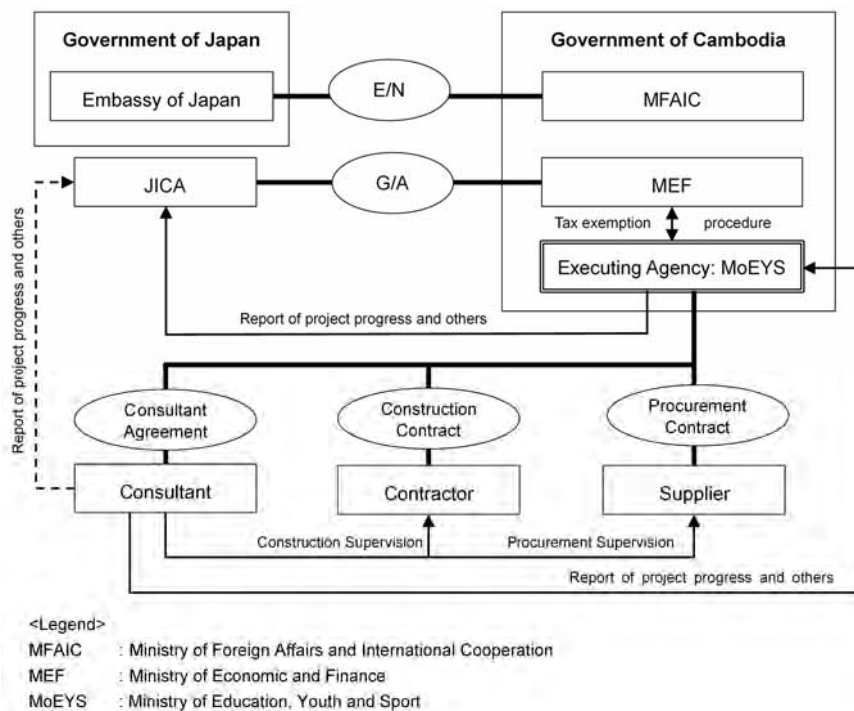 Government of Japan
Government of Cambodia
Embassy of Japan
E/N
MFAIC
JICA
G/A
MEF
Tax exemption procedure
Executing Agency: MoEYS
Report of project progress and others
Report of project progress and others
Consultant
Agreement
Construction
Contract
Procurement
Contract
Consultant
Contractor
Supplier
Construction Supervision
Procurement Supervision
Report of project progress and others
<Legend>
MFAIC : Ministry of Foreign Affairs and International Cooperation
MEF : Ministry of Economic and Finance
MoEYS : Ministry of Education, Youth and Sport